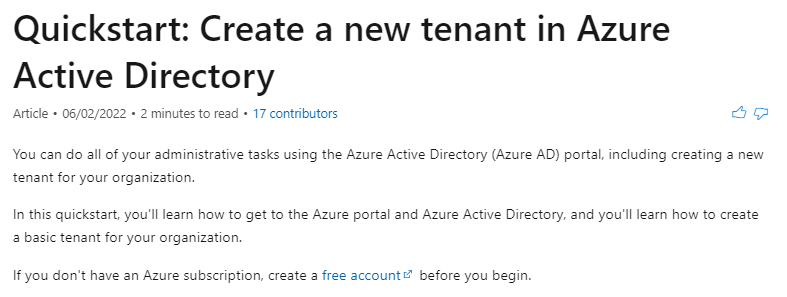 Quickstart: Create a new tenant in Azure
Active Directory
Article • 06/02/2022 • 2 minutes to read • 17 contributors
You can do all of your administrative tasks using the Azure Active Directory (Azure AD) portal, including creating a new
tenant for your organization.
In this quickstart, you'll learn how to get to the Azure portal and Azure Active Directory, and you'll learn how to create
a basic tenant for your organization.
If you don't have an Azure subscription, create a free account before you begin.